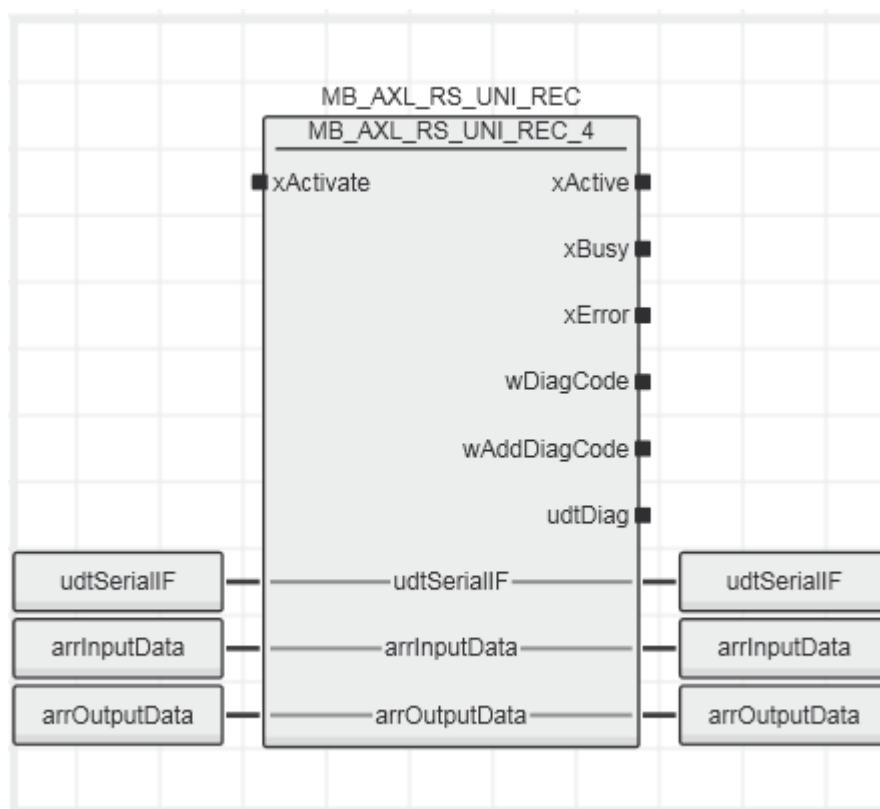 MB_AXL_RS_UNI_REC
MB_AXL_RS_UNI_REC_4
xActivate xActive
xBusy
xError
wDiagCode
wAddDiagCode
udtDiag
udtSerialIF udtSerialIF udtSerialIF
arrInputData arrInputData arrInputData
arrOutputData arrOutputData arrOutputData